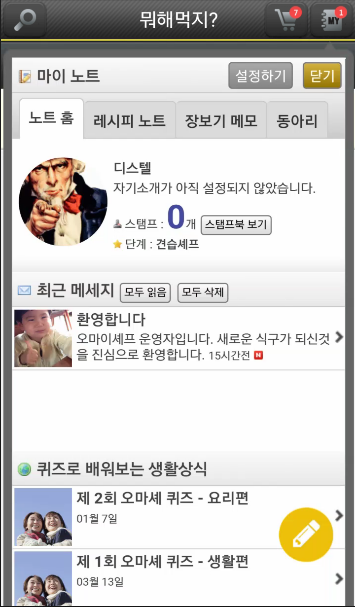 뭐해먹지?
7
MY
1
마이 노트
설정하기
닫기
노트 홈
레시피 노트
장보기 메모
동아리
디스텔
자기소개가 아직 설정되지 않았습니다.
스탬프 : 0개
스탬프북 보기
단계 : 견습셰프
최근 메세지
모두 읽음
모두 삭제
환영합니다
오마이셰프 운영자입니다. 새로운 식구가 되신것
을 진심으로 환영합니다. 15시간전 N
퀴즈로 배워보는 생활상식
제 2회 오마셰 퀴즈 - 요리편
01월 7일
제 1회 오마셰 퀴즈 - 생활편
03월 13일